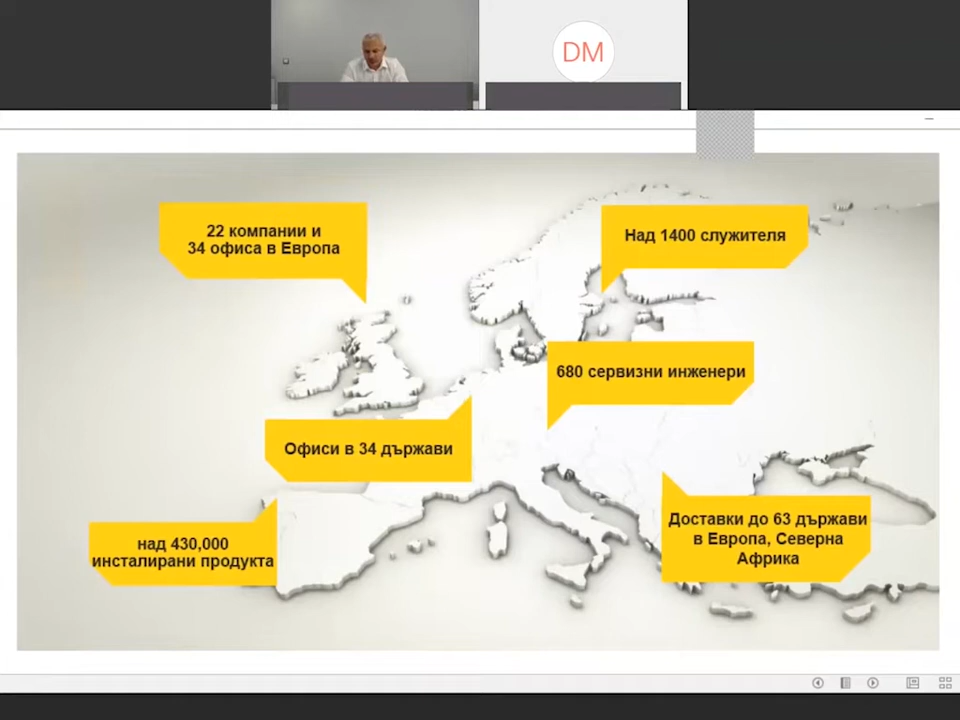 DM
22 компании и
34 офиса в Европа
Над 1400 служителя
680 сервизни инженери
Офиси в 34 държави
над 430,000
инсталирани продукта
Доставки до 63 държави
в Европа, Северна
Африка